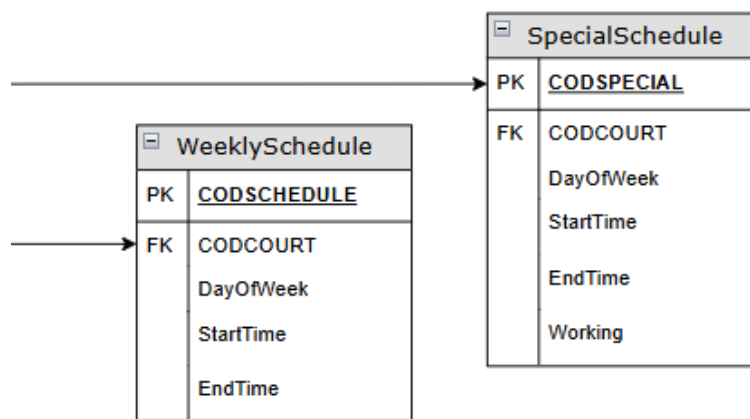 SpecialSchedule
PK CODSPECIAL
FK CODCOURT
DayOfWeek
StartTime
EndTime
Working
WeeklySchedule
PK CODSCHEDULE
FK CODCOURT
DayOfWeek
StartTime
EndTime